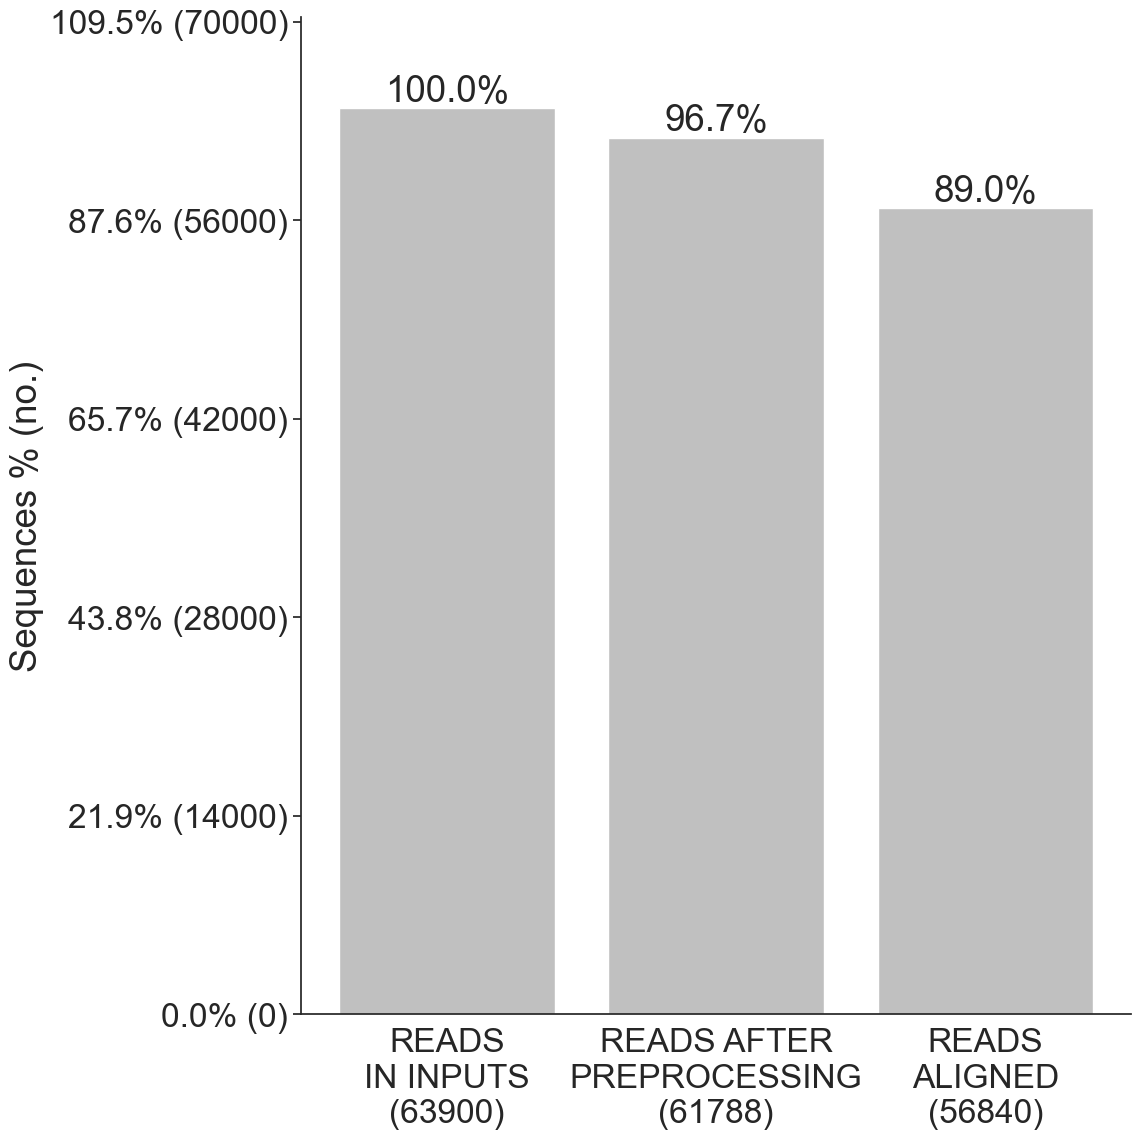 Sequences % (no.)
109.5% (70000)
87.6% (56000)
65.7% (42000)
43.8% (28000)
21.9% (14000)
0.0% (0)
100.0%
96.7%
89.0%
READS
IN INPUTS
(63900)
READS AFTER
PREPROCESSING
(61788)
READS
ALIGNED
(56840)